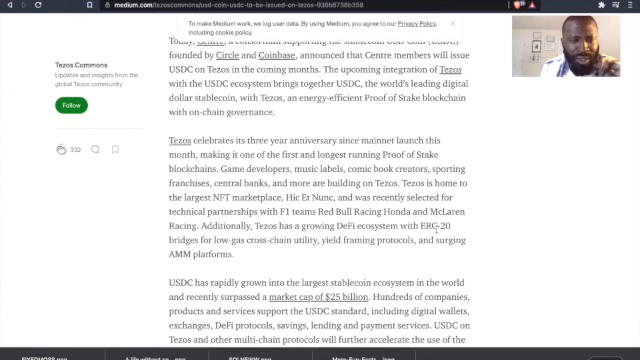 medium.com/tezoscommons/usd-coin-usdc-to-be-issued-on-tezos-938b8738b358
To make Medium work, we log user data. By using Medium, you agree to our Privacy Policy,
including cookie policy.
Today, Centre, a consortium supporting the stablecoin USD Coin (USDC)
founded by Circle and Coinbase, announced that Centre members will issue
USDC on Tezos in the coming months. The upcoming integration of Tezos
with the USDC ecosystem brings together USDC, the world's leading digital
dollar stablecoin, with Tezos, an energy-efficient Proof of Stake blockchain
with on-chain governance.
Tezos Commons
Updates and insights from the
global Tezos community
Follow
332
Tezos celebrates its three year anniversary since mainnet launch this
month, making it one of the first and longest running Proof of Stake
blockchains. Game developers, music labels, comic book creators, sporting
franchises, central banks, and more are building on Tezos. Tezos is home to
the largest NFT marketplace, Hic Et Nunc, and was recently selected for
technical partnerships with F1 teams Red Bull Racing Honda and McLaren
Racing. Additionally, Tezos has a growing DeFi ecosystem with ERC-20
bridges for low-gas cross-chain utility, yield framing protocols, and surging
AMM platforms.
USDC has rapidly grown into the largest stablecoin ecosystem in the world
and recently surpassed a market cap of $25 billion. Hundreds of companies,
products and services support the USDC standard, including digital wallets,
exchanges, DeFi protocols, savings, lending and payment services. USDC on
Tezos and other multi-chain protocols will further accelerate the use of the